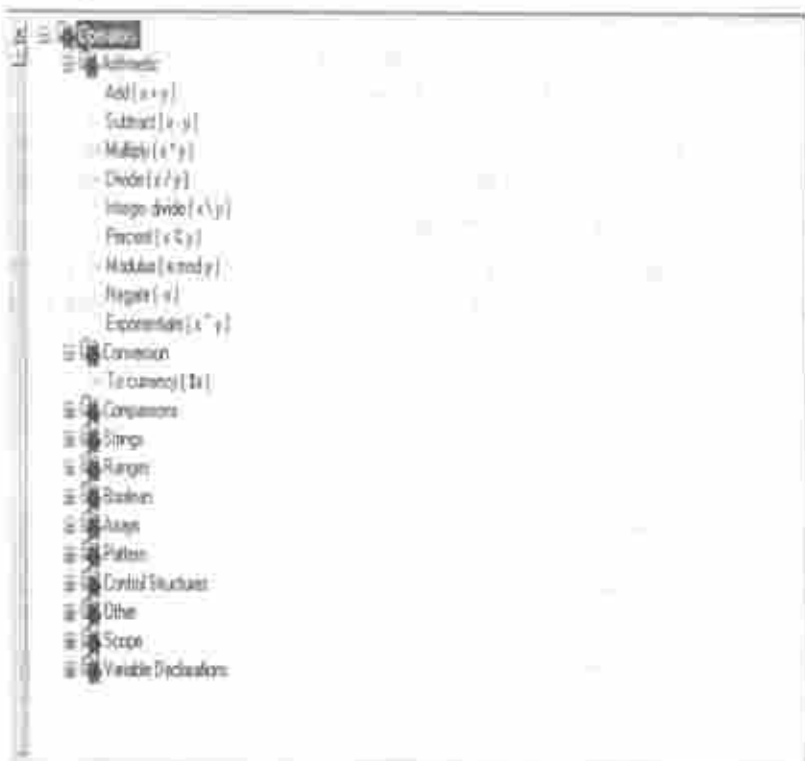 Operators
Arithmetic
Add (x + y)
Subtract (x - y)
Multiply (x * y)
Divide (x / y)
Integer divide (x \ y)
Percent (x % y)
Modulus (x mod y)
Negate (- x)
Exponentiate (x ^ y)
Conversion
To currency ( $x )
Comparisons
Strings
Ranges
Boolean
Arrays
Pattern
Control Structures
Other
Scope
Variable Declarations